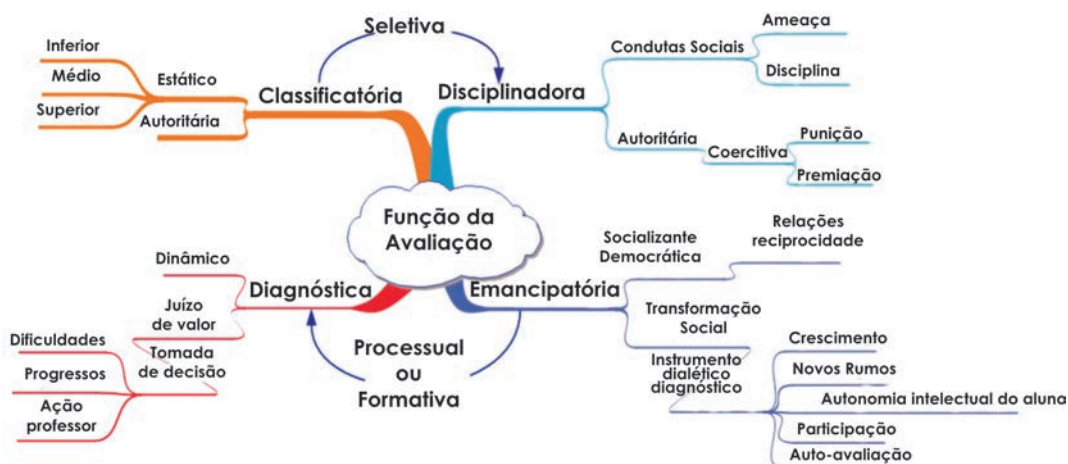 Seletiva
Inferior
Médio
Superior
Estático
Autoritária
Classificatória
Disciplinadora
Condutas Sociais
Ameaça
Disciplina
Autoritária
Coercitiva
Punição
Premiação
Função da
Avaliação
Dinâmico
Diagnóstica
Juízo
de valor
Tomada
de decisão
Dificuldades
Progressos
Ação
professor
Processual
ou
Formativa
Emancipatória
Socializante
Democrática
Relações
reciprocidade
Transformação
Social
Instrumento
dialético
diagnóstico
Crescimento
Novos Rumos
Autonomia intelectual do aluna
Participação
Auto-avaliação